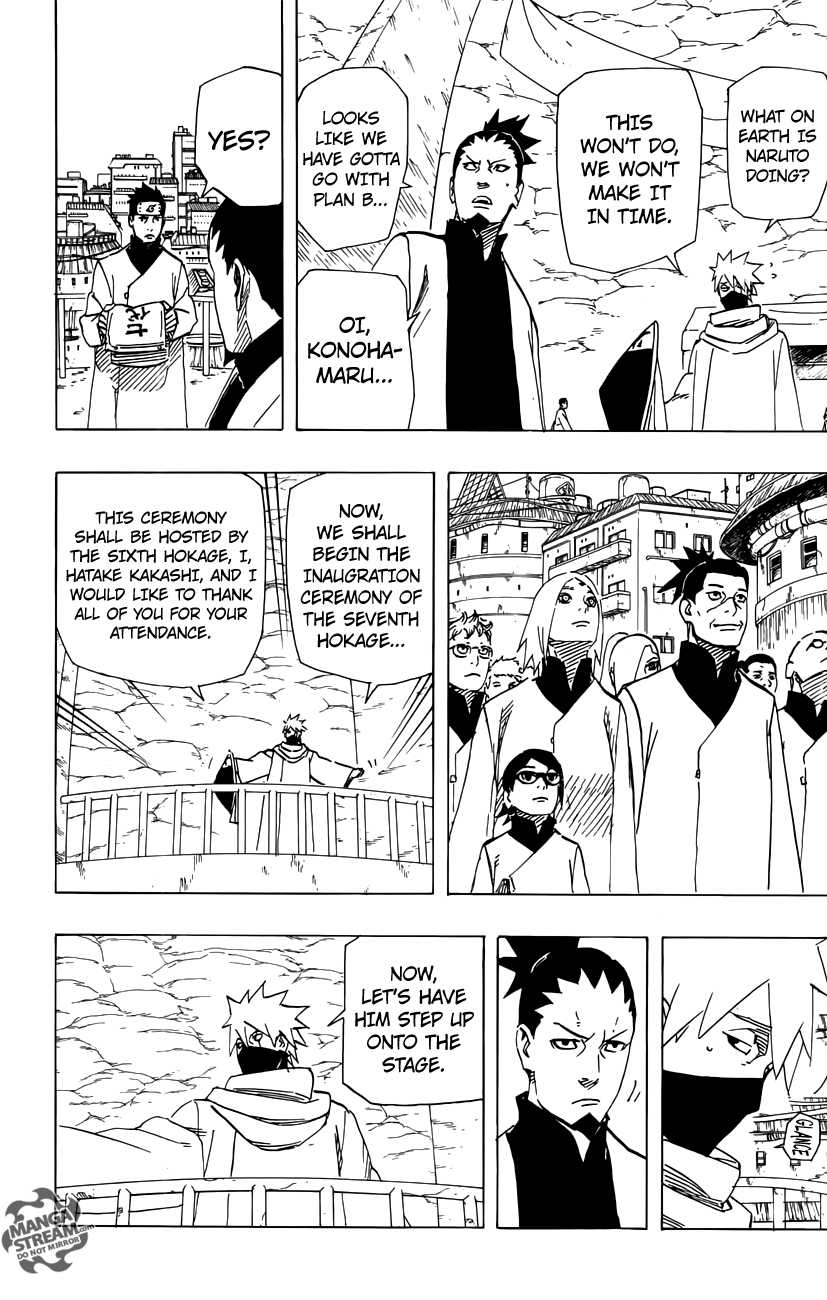 WHAT ON
EARTH IS
NARUTO
DOING?
THIS
WON'T DO,
WE WON'T
MAKE IT
IN TIME.
LOOKS
LIKE WE
HAVE GOTTA
GO WITH
PLAN B...
OI,
KONOHA-
MARU...
YES?
七代
NOW,
WE SHALL
BEGIN THE
INAUGRATION
CEREMONY OF
THE SEVENTH
HOKAGE...
THIS CEREMONY
SHALL BE HOSTED BY
THE SIXTH HOKAGE, I,
HATAKE KAKASHI, AND I
WOULD LIKE TO THANK
ALL OF YOU FOR YOUR
ATTENDANCE.
GLANCE
NOW,
LET'S HAVE
HIM STEP UP
ONTO THE
STAGE.
MANGA
STREAM.com
DO NOT MIRROR!